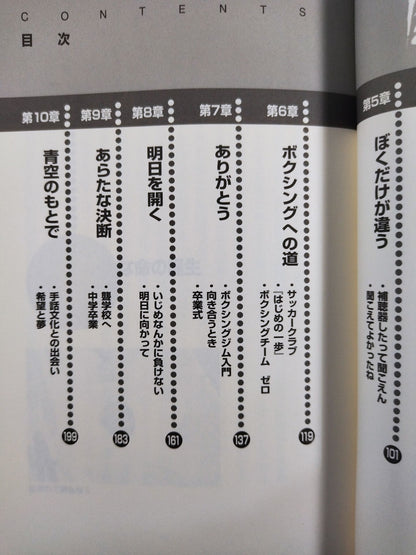 CONTENTS
目次
第5章
ぼくだけが違う
・補聴器したって聞こえん
・聞こえてよかったね
101
第6章
ボクシングへの道
・サッカークラブ
・「はじめの一歩」
・ボクシングチーム ゼロ
119
第7章
ありがとう
・ボクシングジム入門
・向き合うとき
・卒業式
137
第8章
明日を開く
・いじめなんかに負けない
・明日に向かって
161
第9章
あらたな決断
・聾学校へ
・中学卒業
183
第10章
青空のもとで
・手話文化との出会い
・希望と夢
199